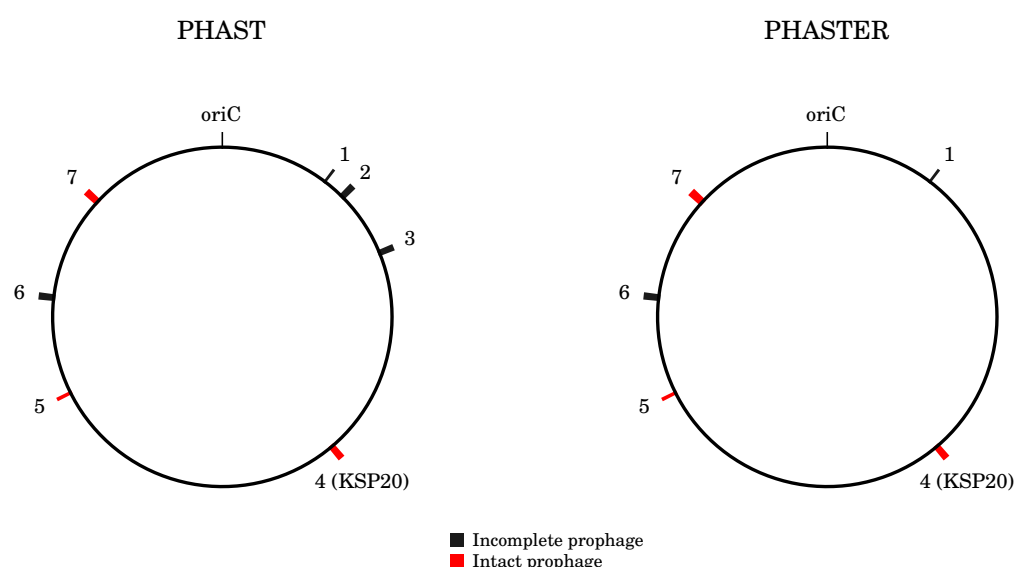 PHAST
PHASTER
oriC
1
2
3
4 (KSP20)
5
6
7
oriC
1
4 (KSP20)
5
6
7
Incomplete prophage
Intact prophage